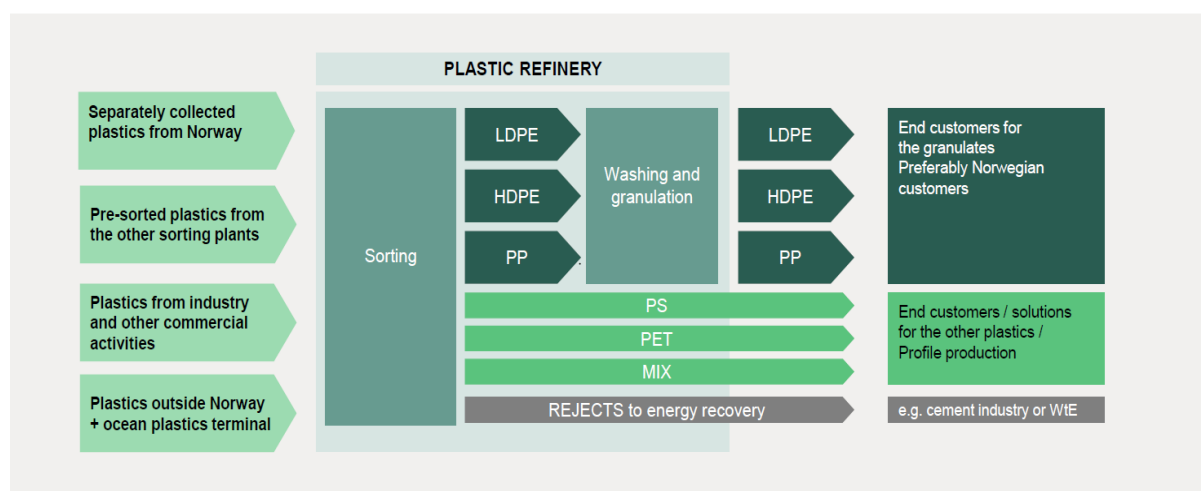 PLASTIC REFINERY
Separately collected
plastics from Norway
Pre-sorted plastics from
the other sorting plants
Plastics from industry
and other commercial
activities
Plastics outside Norway
+ ocean plastics terminal
Sorting
LDPE
HDPE
PP
Washing and
granulation
LDPE
HDPE
PP
PS
PET
MIX
REJECTS to energy recovery
End customers for
the granulates
Preferably Norwegian
customers
End customers / solutions
for the other plastics /
Profile production
e.g. cement industry or WtE